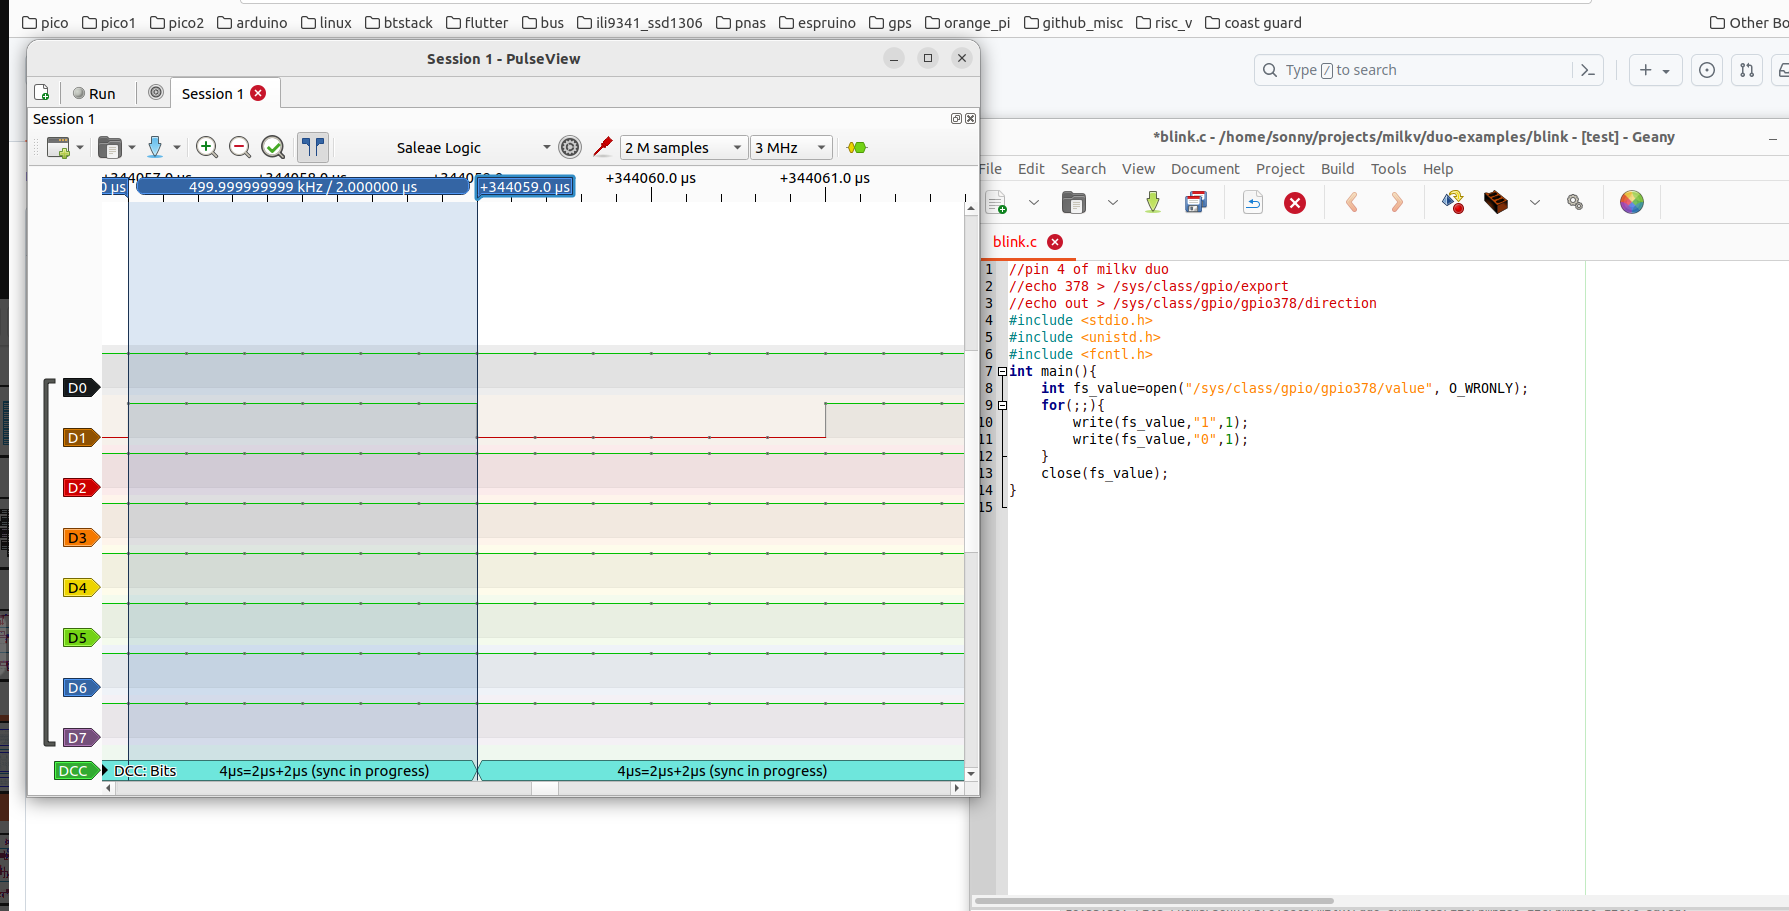 pico pico1 pico2 arduino linux btstack flutter bus ili9341_ssd1306 pnas espruino gps orange_pi github_misc risc_v coast guard Other Bo
Session 1 - PulseView
Type / to search
Run Session 1
Session 1
*blink.c - /home/sonny/projects/milkv/duo-examples/blink - [test] - Geany
Saleae Logic 2 M samples 3 MHz
File Edit Search View Document Project Build Tools Help
+344057.0 µs +344058.0 µs +344060.0 µs +344061.0 µs
0 µs 499.999999999 kHz / 2.000000 µs +344059.0 µs
blink.c
1 //pin 4 of milkv duo
2 //echo 378 > /sys/class/gpio/export
3 //echo out > /sys/class/gpio/gpio378/direction
4 #include <stdio.h>
5 #include <unistd.h>
6 #include <fcntl.h>
7 int main(){
8 int fs_value=open("/sys/class/gpio/gpio378/value", O_WRONLY);
9 for(;;){
10 write(fs_value,"1",1);
11 write(fs_value,"0",1);
12 }
13 close(fs_value);
14 }
15
D0
D1
D2
D3
D4
D5
D6
D7
DCC DCC: Bits 4µs=2µs+2µs (sync in progress) 4µs=2µs+2µs (sync in progress)